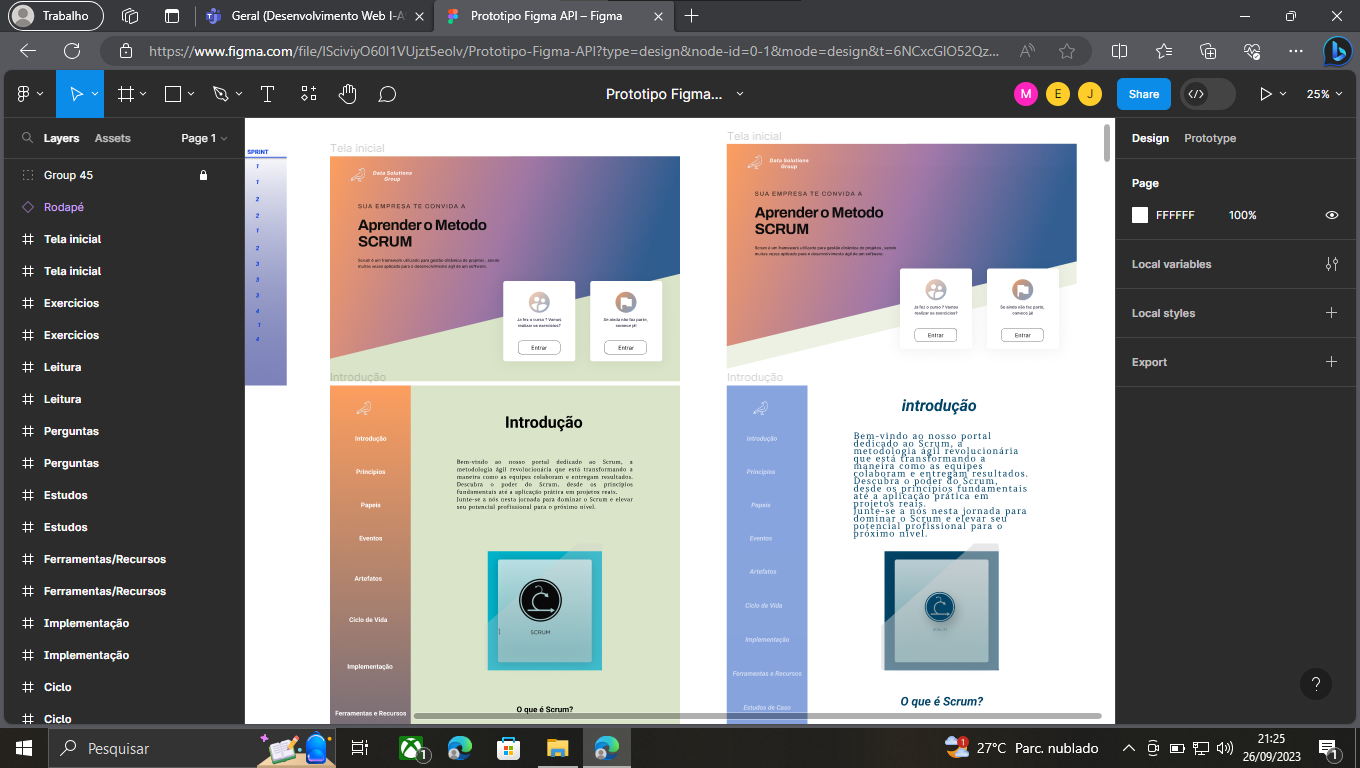 Trabalho
Geral (Desenvolvimento Web I-A
Prototipo Figma API – Figma
https://www.figma.com/file/ISciviyO60I1VUjzt5eolv/Prototipo-Figma-API?type=design&node-id=0-1&mode=design&t=6NCxcGIO52Qz...
Prototipo Figma...
M
E
J
Share
25%
Layers
Assets
Page 1
Group 45
Rodapé
Tela inicial
Tela inicial
Exercicios
Exercicios
Leitura
Leitura
Perguntas
Perguntas
Estudos
Estudos
Ferramentas/Recursos
Ferramentas/Recursos
Implementação
Implementação
Ciclo
Ciclo
SPRINT
1
1
2
2
1
2
3
3
3
4
1
4
Tela inicial
Data Solutions
Group
SUA EMPRESA TE CONVIDA A
Aprender o Metodo
SCRUM
Scrum é um framework utilizado para gestão dinâmica de projetos , sendo
muitas vezes aplicado para o desenvolvimento ágil de um software.
Ja fez o curso ? Vamos
realizar os exercicios?
Entrar
Se ainda não faz parte,
comece já!
Entrar
Introdução
Introdução
Princípios
Papeis
Eventos
Artefatos
Ciclo de Vida
Implementação
Ferramentas e Recursos
Introdução
Bem-vindo ao nosso portal dedicado ao Scrum, a
metodologia ágil revolucionária que está transformando a
maneira como as equipes colaboram e entregam resultados.
Descubra o poder do Scrum, desde os princípios
fundamentais até a aplicação prática em projetos reais.
Junte-se a nós nesta jornada para dominar o Scrum e elevar
seu potencial profissional para o próximo nível.
SCRUM
O que é Scrum?
Tela inicial
Data Solutions
Group
SUA EMPRESA TE CONVIDA A
Aprender o Metodo
SCRUM
Scrum é um framework utilizado para gestão dinâmica de projetos , sendo
muitas vezes aplicado para o desenvolvimento ágil de um software.
Ja fez o curso ? Vamos
realizar os exercicios?
Entrar
Se ainda não faz parte,
comece já!
Entrar
Introdução
introdução
Princípios
Papeis
Eventos
Artefatos
Ciclo de Vida
Implementação
Ferramentas e Recursos
Estudos de Caso
introdução
Bem-vindo ao nosso portal
dedicado ao Scrum, a
metodologia ágil revolucionária
que está transformando a
maneira como as equipes
colaboram e entregam resultados.
Descubra o poder do Scrum,
desde os princípios fundamentais
até a aplicação prática em
projetos reais.
Junte-se a nós nesta jornada para
dominar o Scrum e elevar seu
potencial profissional para o
próximo nível.
SCRUM
O que é Scrum?
Design
Prototype
Page
FFFFFF
100%
Local variables
Local styles
Export
?
Pesquisar
1
1
27°C
Parc. nublado
21:25
26/09/2023
1